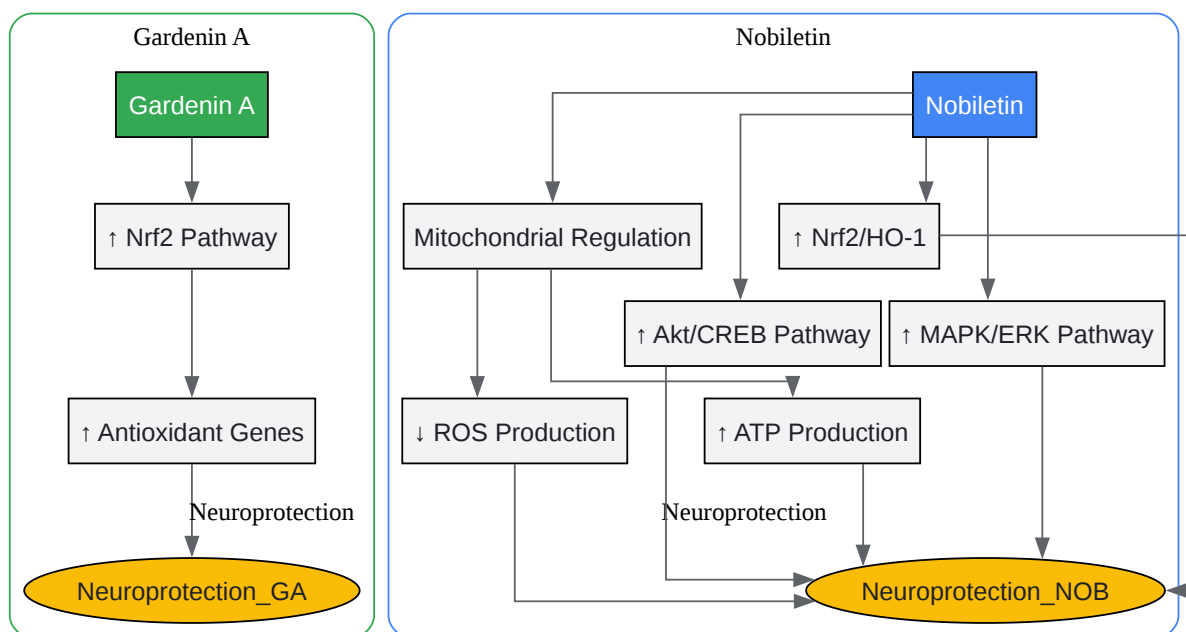 Gardenin A
Nobiletin
Gardenin A
Nobiletin
↑ Nrf2 Pathway
Mitochondrial Regulation
↑ Nrf2/HO-1
↑ Akt/CREB Pathway
↑ MAPK/ERK Pathway
↑ Antioxidant Genes
↓ ROS Production
↑ ATP Production
Neuroprotection
Neuroprotection
Neuroprotection_GA
Neuroprotection_NOB